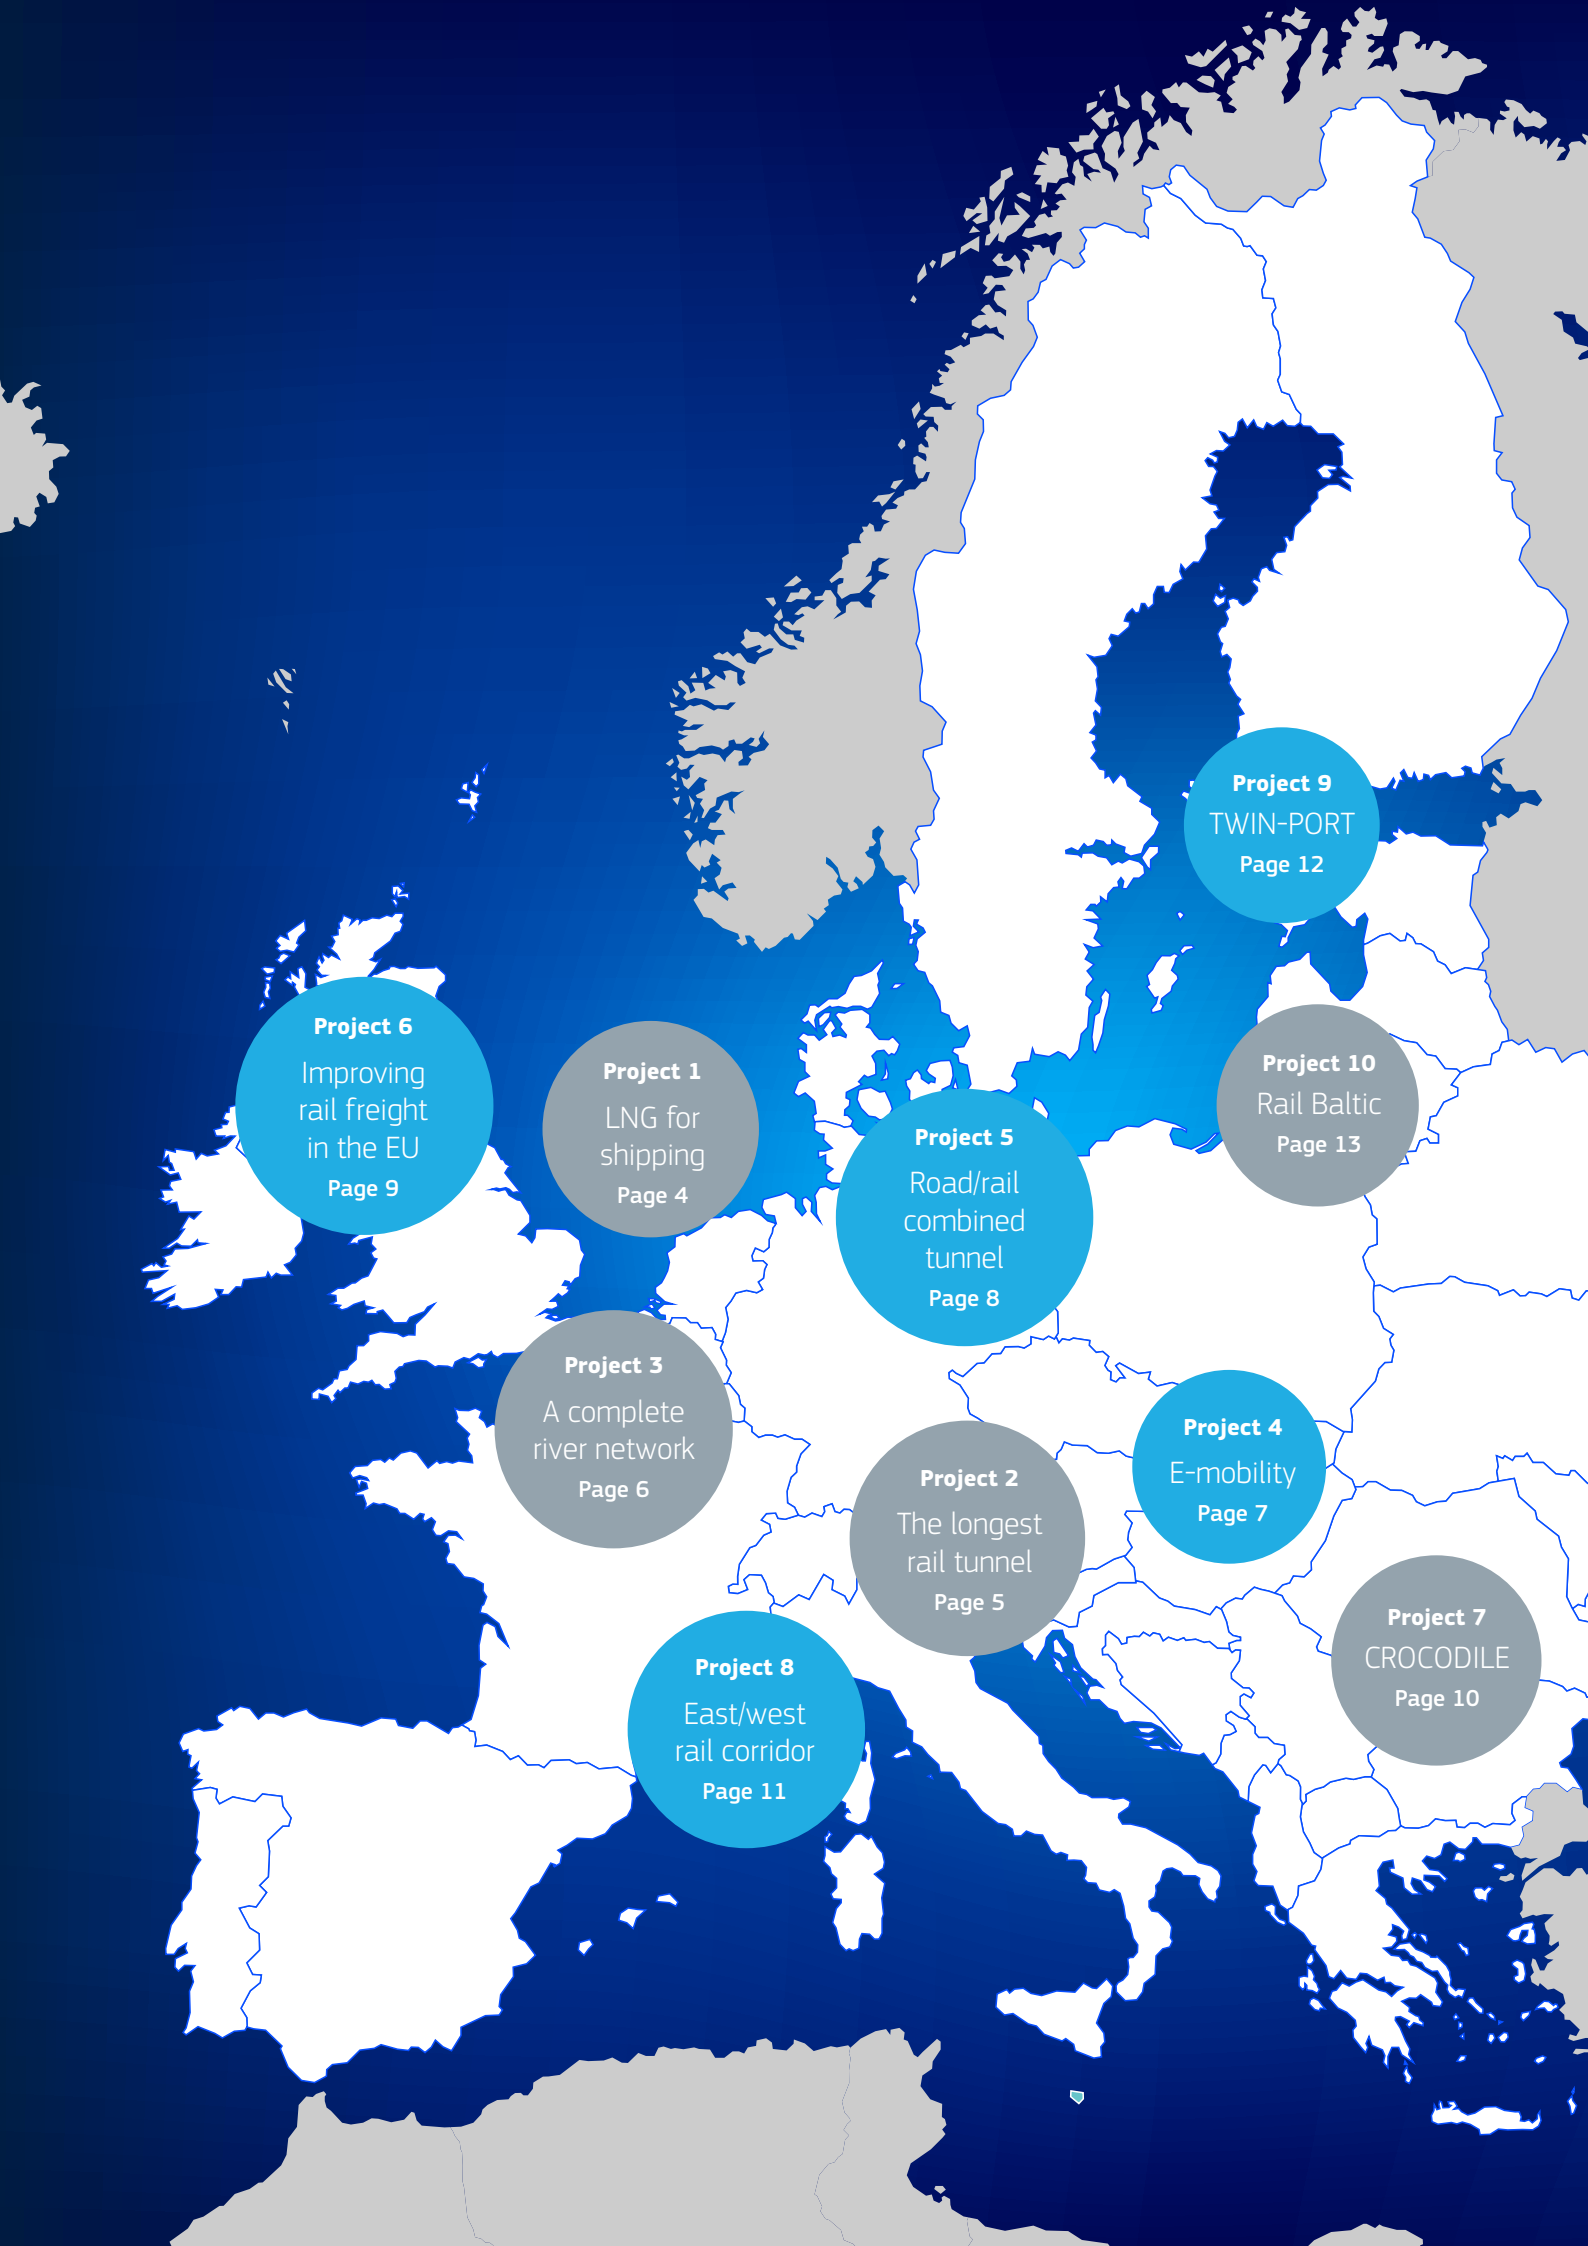 Project 9
TWIN-PORT
Page 12
Project 6
Improving
rail freight
in the EU
Page 9
Project 1
LNG for
shipping
Page 4
Project 10
Rail Baltic
Page 13
Project 5
Road/rail
combined
tunnel
Page 8
Project 3
A complete
river network
Page 6
Project 4
E-mobility
Page 7
Project 2
The longest
rail tunnel
Page 5
Project 7
CROCODILE
Page 10
Project 8
East/west
rail corridor
Page 11